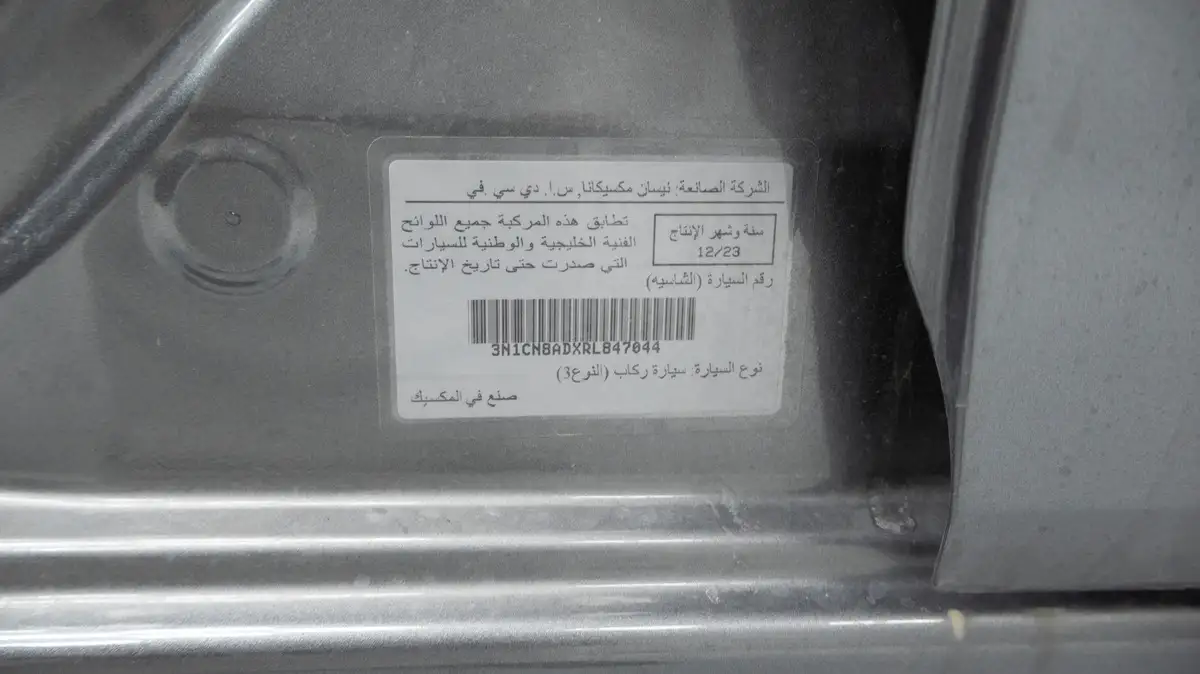 الشركة الصانعة: نيسان مكسيكانا, س.ا. دي سي .في
سنة وشهر الإنتاج
12/23
تطابق هذه المركبة جميع اللوائح
الفنية الخليجية والوطنية للسيارات
التي صدرت حتى تاريخ الإنتاج.
رقم السيارة (الشاسيه)
3N1CN8ADXRL847044
نوع السيارة: سيارة ركاب (النوع3)
صنع في المكسيك